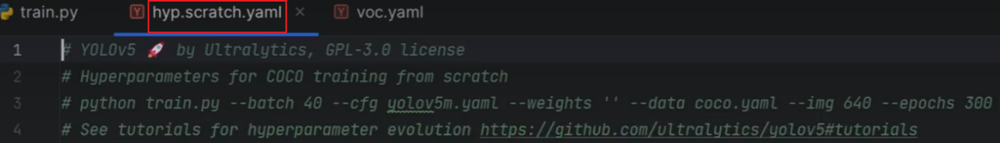 train.py hyp.scratch.yaml × voc.yaml
1 # YOLOv5 🚀 by Ultralytics, GPL-3.0 license
2 # Hyperparameters for COCO training from scratch
3 # python train.py --batch 40 --cfg yolov5m.yaml --weights '' --data coco.yaml --img 640 --epochs 300
4 # See tutorials for hyperparameter evolution https://github.com/ultralytics/yolov5#tutorials